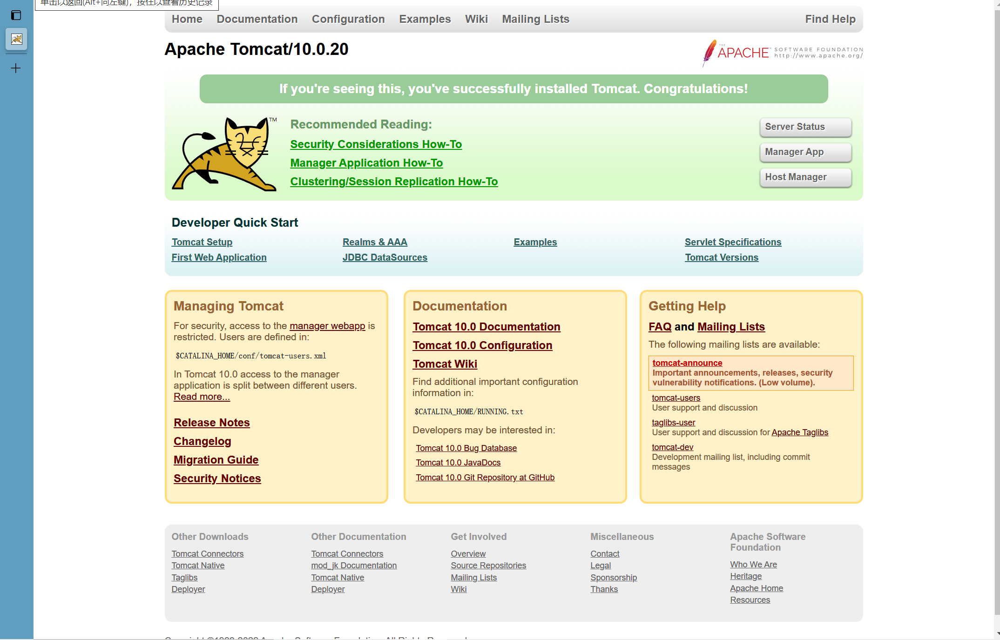 单击以返回(Alt+向左键)，按住以查看历史记录
Home Documentation Configuration Examples Wiki Mailing Lists Find Help
Apache Tomcat/10.0.20
THE APACHE™ SOFTWARE FOUNDATION
http://www.apache.org/
If you're seeing this, you've successfully installed Tomcat. Congratulations!
TM
Recommended Reading:
Security Considerations How-To
Manager Application How-To
Clustering/Session Replication How-To
Server Status
Manager App
Host Manager
Developer Quick Start
Tomcat Setup
First Web Application
Realms & AAA
JDBC DataSources
Examples
Servlet Specifications
Tomcat Versions
Managing Tomcat
For security, access to the manager webapp is
restricted. Users are defined in:
$CATALINA_HOME/conf/tomcat-users.xml
In Tomcat 10.0 access to the manager
application is split between different users.
Read more...
Release Notes
Changelog
Migration Guide
Security Notices
Documentation
Tomcat 10.0 Documentation
Tomcat 10.0 Configuration
Tomcat Wiki
Find additional important configuration
information in:
$CATALINA_HOME/RUNNING.txt
Developers may be interested in:
Tomcat 10.0 Bug Database
Tomcat 10.0 JavaDocs
Tomcat 10.0 Git Repository at GitHub
Getting Help
FAQ and Mailing Lists
The following mailing lists are available:
tomcat-announce
Important announcements, releases, security
vulnerability notifications. (Low volume).
tomcat-users
User support and discussion
taglibs-user
User support and discussion for Apache Taglibs
tomcat-dev
Development mailing list, including commit
messages
Other Downloads
Tomcat Connectors
Tomcat Native
Taglibs
Deployer
Other Documentation
Tomcat Connectors
mod_jk Documentation
Tomcat Native
Deployer
Get Involved
Overview
Source Repositories
Mailing Lists
Wiki
Miscellaneous
Contact
Legal
Sponsorship
Thanks
Apache Software
Foundation
Who We Are
Heritage
Apache Home
Resources
Copyright ©1999-2022 Apache Software Foundation. All Rights Reserved